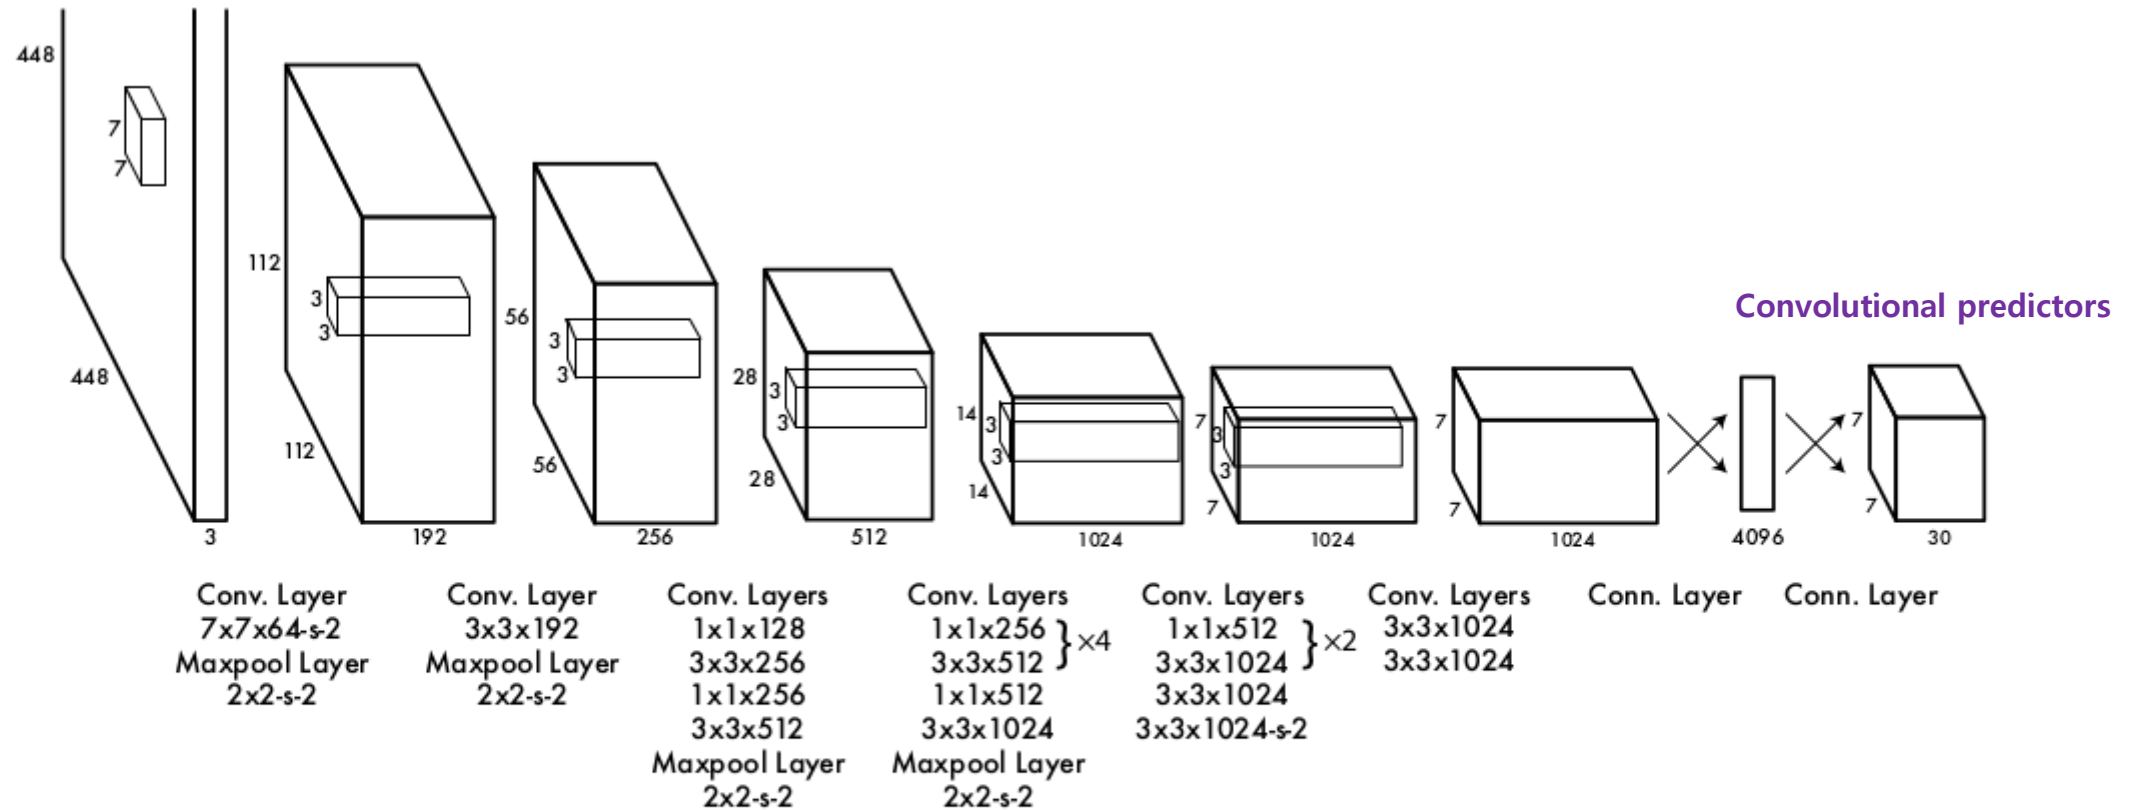 448
7
7
448
3
112
3
3
112
192
56
3
3
56
256
28
3
3
28
512
14
3
3
14
1024
7
3
3
7
1024
7
7
1024
4096
Convolutional predictors
7
7
30
Conv. Layer
7x7x64-s-2
Maxpool Layer
2x2-s-2
Conv. Layer
3x3x192
Maxpool Layer
2x2-s-2
Conv. Layers
1x1x128
3x3x256
1x1x256
3x3x512
Maxpool Layer
2x2-s-2
Conv. Layers
1x1x256
3x3x512 } ×4
1x1x512
3x3x1024
Maxpool Layer
2x2-s-2
Conv. Layers
1x1x512
3x3x1024 } ×2
3x3x1024
3x3x1024-s-2
Conv. Layers
3x3x1024
3x3x1024
Conn. Layer
Conn. Layer